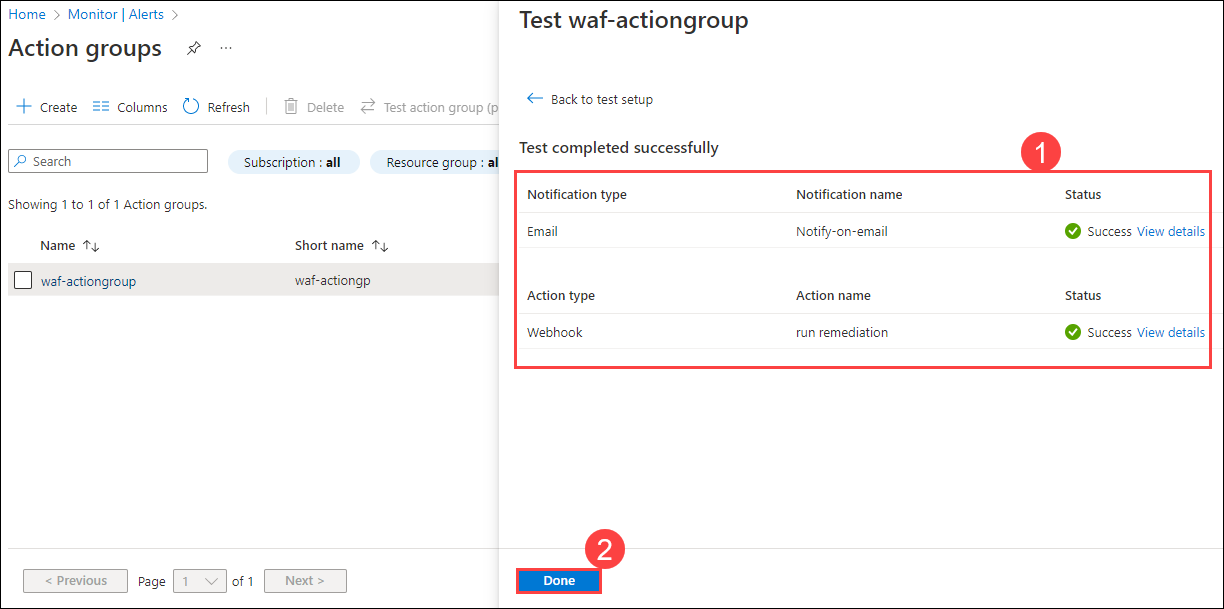 Home > Monitor | Alerts >
Action groups ...
Create Columns Refresh Delete Test action group (p
Search
Subscription : all Resource group : al
Showing 1 to 1 of 1 Action groups.
Name Short name
waf-actiongroup waf-actiongp
< Previous Page 1 of 1 Next >
Test waf-actiongroup
Back to test setup
Test completed successfully
1
Notification type Notification name Status
Email Notify-on-email Success View details
Action type Action name Status
Webhook run remediation Success View details
2
Done